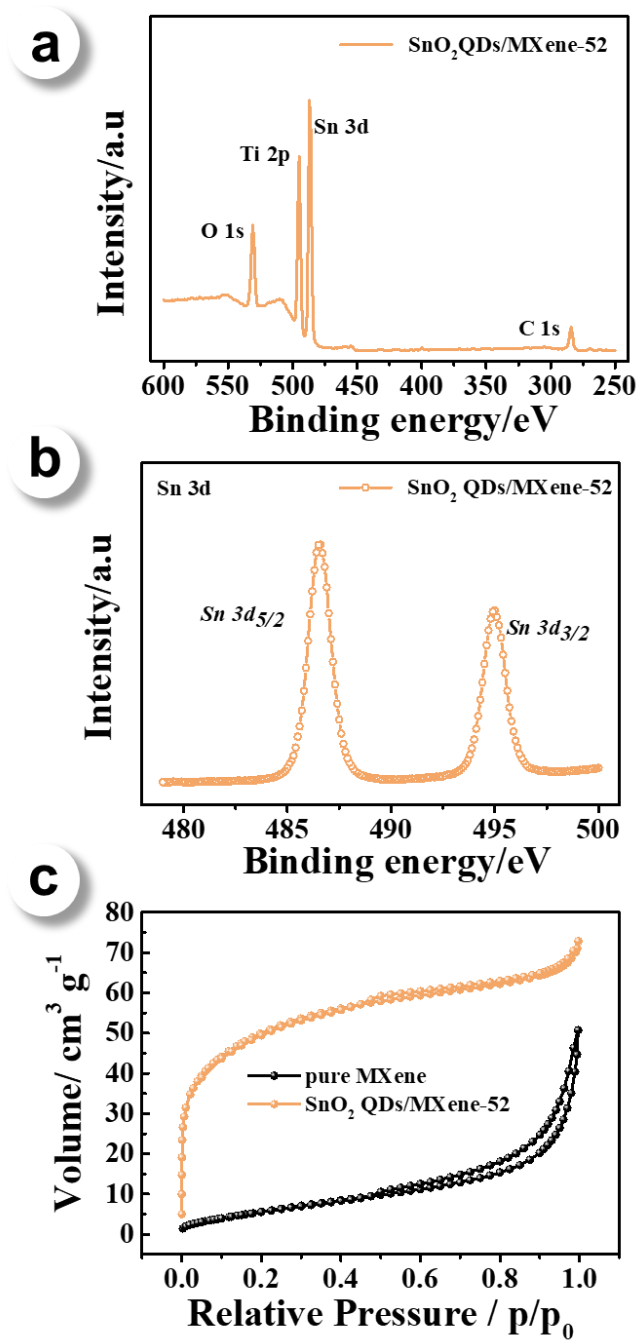 a
SnO₂QDs/MXene-52
Sn 3d
Ti 2p
O 1s
C 1s
Intensity/a.u
600 550 500 450 400 350 300 250
Binding energy/eV
b
Sn 3d
SnO₂ QDs/MXene-52
Sn 3d₅/₂
Sn 3d₃/₂
Intensity/a.u
480 485 490 495 500
Binding energy/eV
c
80
70
60
50
40
30
20
10
0
Volume/ cm³ g⁻¹
pure MXene
SnO₂ QDs/MXene-52
0.0 0.2 0.4 0.6 0.8 1.0
Relative Pressure / p/p₀